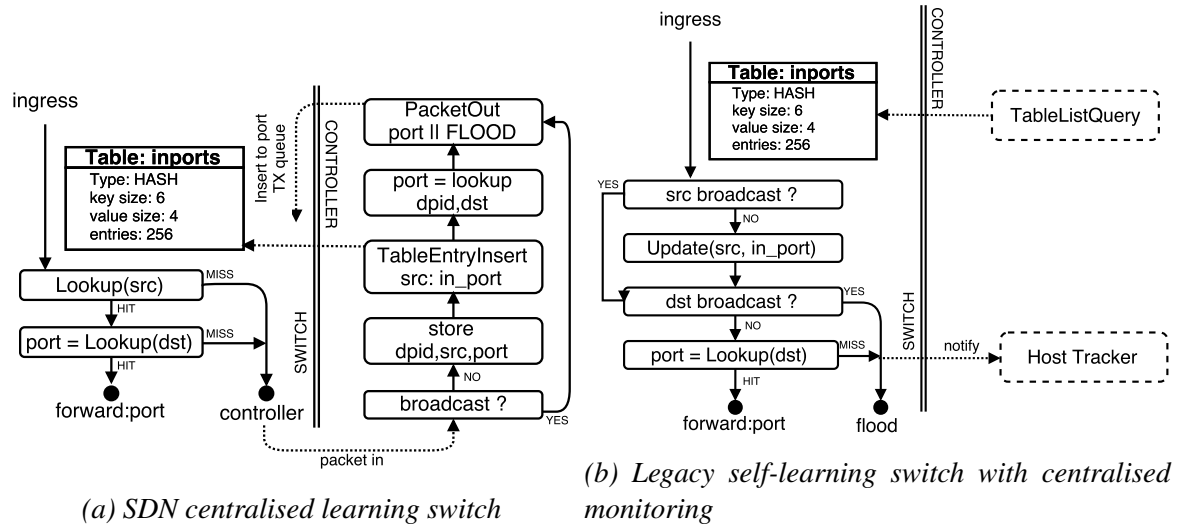 ingress
Table: inports
Type: HASH
key size: 6
value size: 4
entries: 256
Lookup(src)
MISS
HIT
port = Lookup(dst)
MISS
HIT
forward:port
controller
Insert to port
TX queue
CONTROLLER
SWITCH
PacketOut
port || FLOOD
port = lookup
dpid,dst
TableEntryInsert
src: in_port
store
dpid,src,port
NO
broadcast ?
YES
packet in
(a) SDN centralised learning switch
ingress
Table: inports
Type: HASH
key size: 6
value size: 4
entries: 256
CONTROLLER
TableListQuery
YES
src broadcast ?
NO
Update(src, in_port)
dst broadcast ?
YES
NO
port = Lookup(dst)
MISS
HIT
SWITCH
notify
Host Tracker
forward:port
flood
(b) Legacy self-learning switch with centralised
monitoring